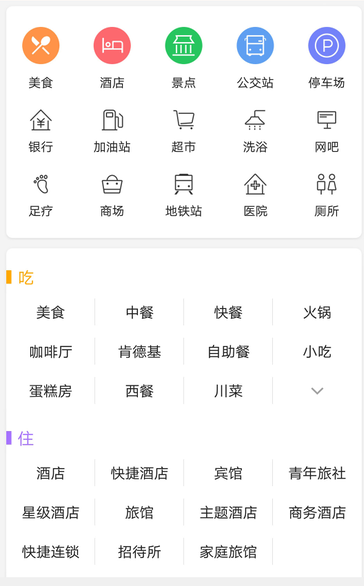 美食 酒店 景点 公交站 停车场
银行 加油站 超市 洗浴 网吧
足疗 商场 地铁站 医院 厕所
吃
美食 中餐 快餐 火锅
咖啡厅 肯德基 自助餐 小吃
蛋糕房 西餐 川菜
住
酒店 快捷酒店 宾馆 青年旅社
星级酒店 旅馆 主题酒店 商务酒店
快捷连锁 招待所 家庭旅馆